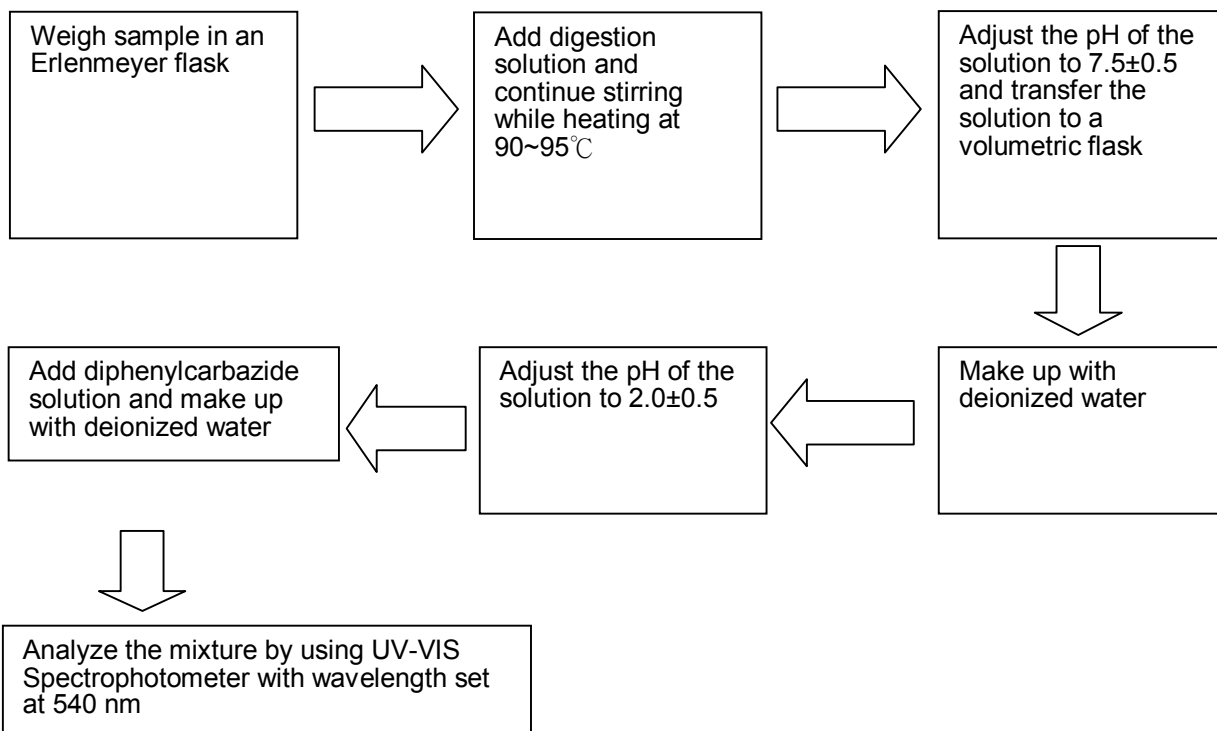 Weigh sample in an
Erlenmeyer flask
Add digestion
solution and
continue stirring
while heating at
90~95℃
Adjust the pH of the
solution to 7.5±0.5
and transfer the
solution to a
volumetric flask
Make up with
deionized water
Adjust the pH of the
solution to 2.0±0.5
Add diphenylcarbazide
solution and make up
with deionized water
Analyze the mixture by using UV-VIS
Spectrophotometer with wavelength set
at 540 nm